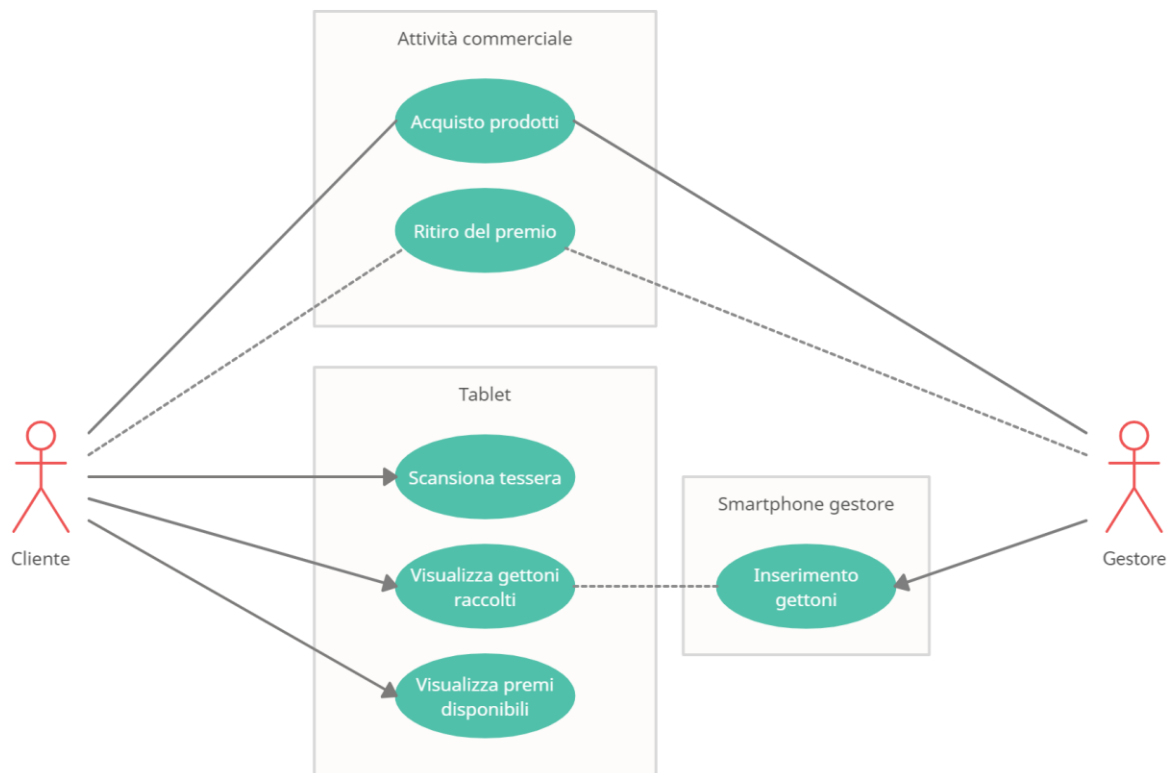 Attività commerciale
Acquisto prodotti
Ritiro del premio
Tablet
Scansiona tessera
Visualizza gettoni
raccolti
Visualizza premi
disponibili
Smartphone gestore
Inserimento
gettoni
Cliente
Gestore